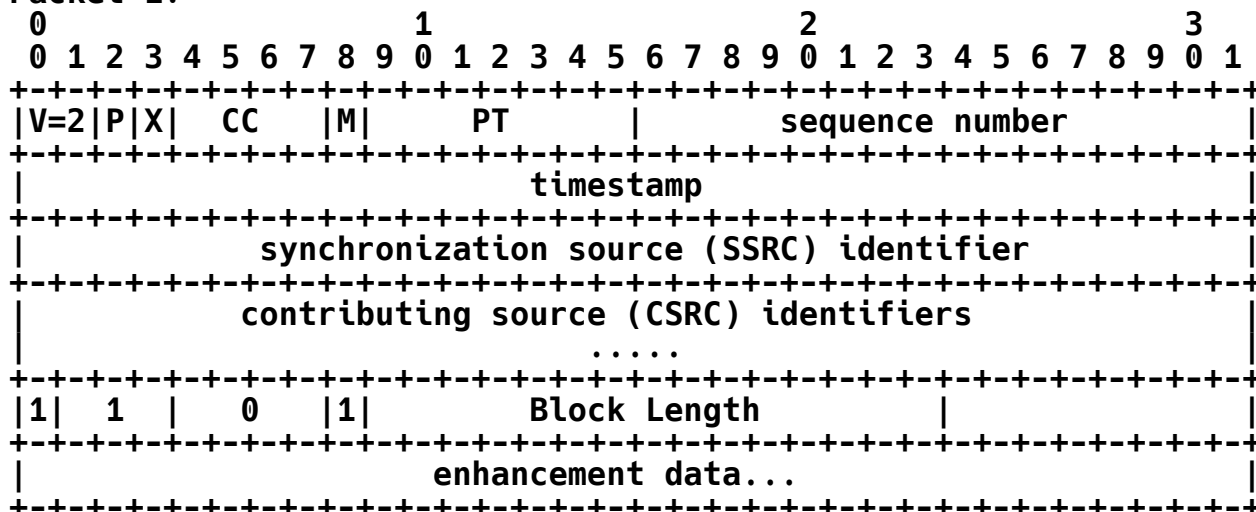 0                   1                   2                   3
 0 1 2 3 4 5 6 7 8 9 0 1 2 3 4 5 6 7 8 9 0 1 2 3 4 5 6 7 8 9 0 1
+-+-+-+-+-+-+-+-+-+-+-+-+-+-+-+-+-+-+-+-+-+-+-+-+-+-+-+-+-+-+-+-+
|V=2|P|X|  CC   |M|     PT      |       sequence number         |
+-+-+-+-+-+-+-+-+-+-+-+-+-+-+-+-+-+-+-+-+-+-+-+-+-+-+-+-+-+-+-+-+
|                          timestamp                            |
+-+-+-+-+-+-+-+-+-+-+-+-+-+-+-+-+-+-+-+-+-+-+-+-+-+-+-+-+-+-+-+-+
|            synchronization source (SSRC) identifier            |
+-+-+-+-+-+-+-+-+-+-+-+-+-+-+-+-+-+-+-+-+-+-+-+-+-+-+-+-+-+-+-+-+
|           contributing source (CSRC) identifiers              |
|                             .....                             |
+-+-+-+-+-+-+-+-+-+-+-+-+-+-+-+-+-+-+-+-+-+-+-+-+-+-+-+-+-+-+-+-+
|1|  1  |   0   |1|        Block Length         |               |
+-+-+-+-+-+-+-+-+-+-+-+-+-+-+-+-+-+-+-+-+-+-+-+-+-+-+-+-+-+-+-+-+
|                     enhancement data...                       |
+-+-+-+-+-+-+-+-+-+-+-+-+-+-+-+-+-+-+-+-+-+-+-+-+-+-+-+-+-+-+-+-+